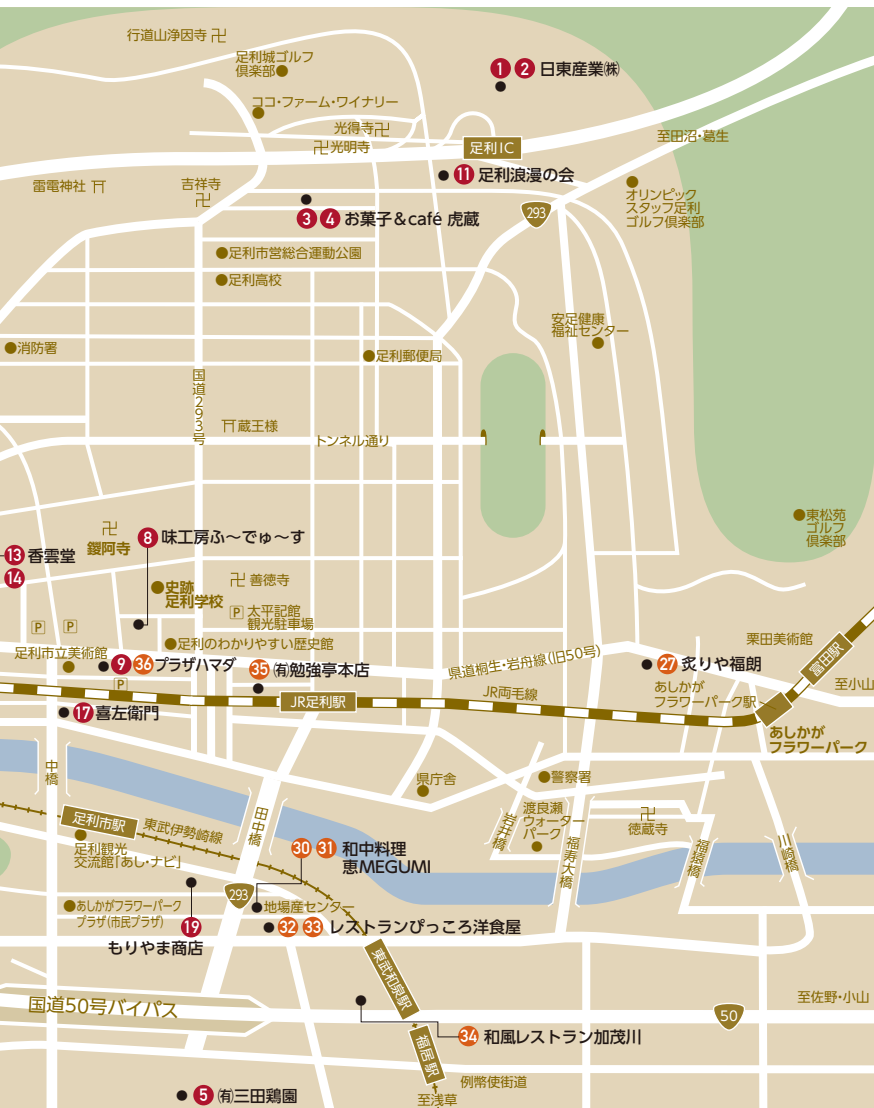 行道山浄因寺 卍
足利城ゴルフ
倶楽部
1 2 日東産業㈱
ココ・ファーム・ワイナリー
光得寺卍
卍光明寺
足利IC
至田沼・葛生
11 足利浪漫の会
雷電神社
吉祥寺
卍
オリンピック
スタッフ足利
ゴルフ倶楽部
3 4 お菓子&café 虎蔵
293
足利市営総合運動公園
足利高校
安足健康
福祉センター
消防署
足利郵便局
国道293号
蔵王様
トンネル通り
東松苑
ゴルフ
倶楽部
卍
鑁阿寺
8 味工房ふ〜でゅ〜す
13 香雲堂
14
卍 善徳寺
史跡
足利学校
P 太平記館
観光駐車場
P P
足利のわかりやすい歴史館
足利市立美術館
9 36 プラザハマダ
35 ㈲勉強亭本店
県道桐生・岩舟線(旧50号)
27 炙りや福朗
栗田美術館
富田駅
至小山
P
JR足利駅
JR両毛線
あしかが
フラワーパーク駅
17 喜左衛門
あしかが
フラワーパーク
中橋
県庁舎
警察署
田中橋
足利市駅
東武伊勢崎線
岩井橋
渡良瀬
ウォーター
パーク
福寿大橋
卍
徳蔵寺
福猿橋
川崎橋
足利観光
交流館「あし・ナビ」
30 31 和中料理
恵MEGUMI
293
地場産センター
あしかがフラワーパーク
プラザ(市民プラザ)
19
もりやま商店
32 33 レストランぴっころ洋食屋
東武和泉駅
国道50号バイパス
至佐野・小山
50
34 和風レストラン加茂川
福居駅
例幣使街道
5 ㈲三田鶏園
至浅草